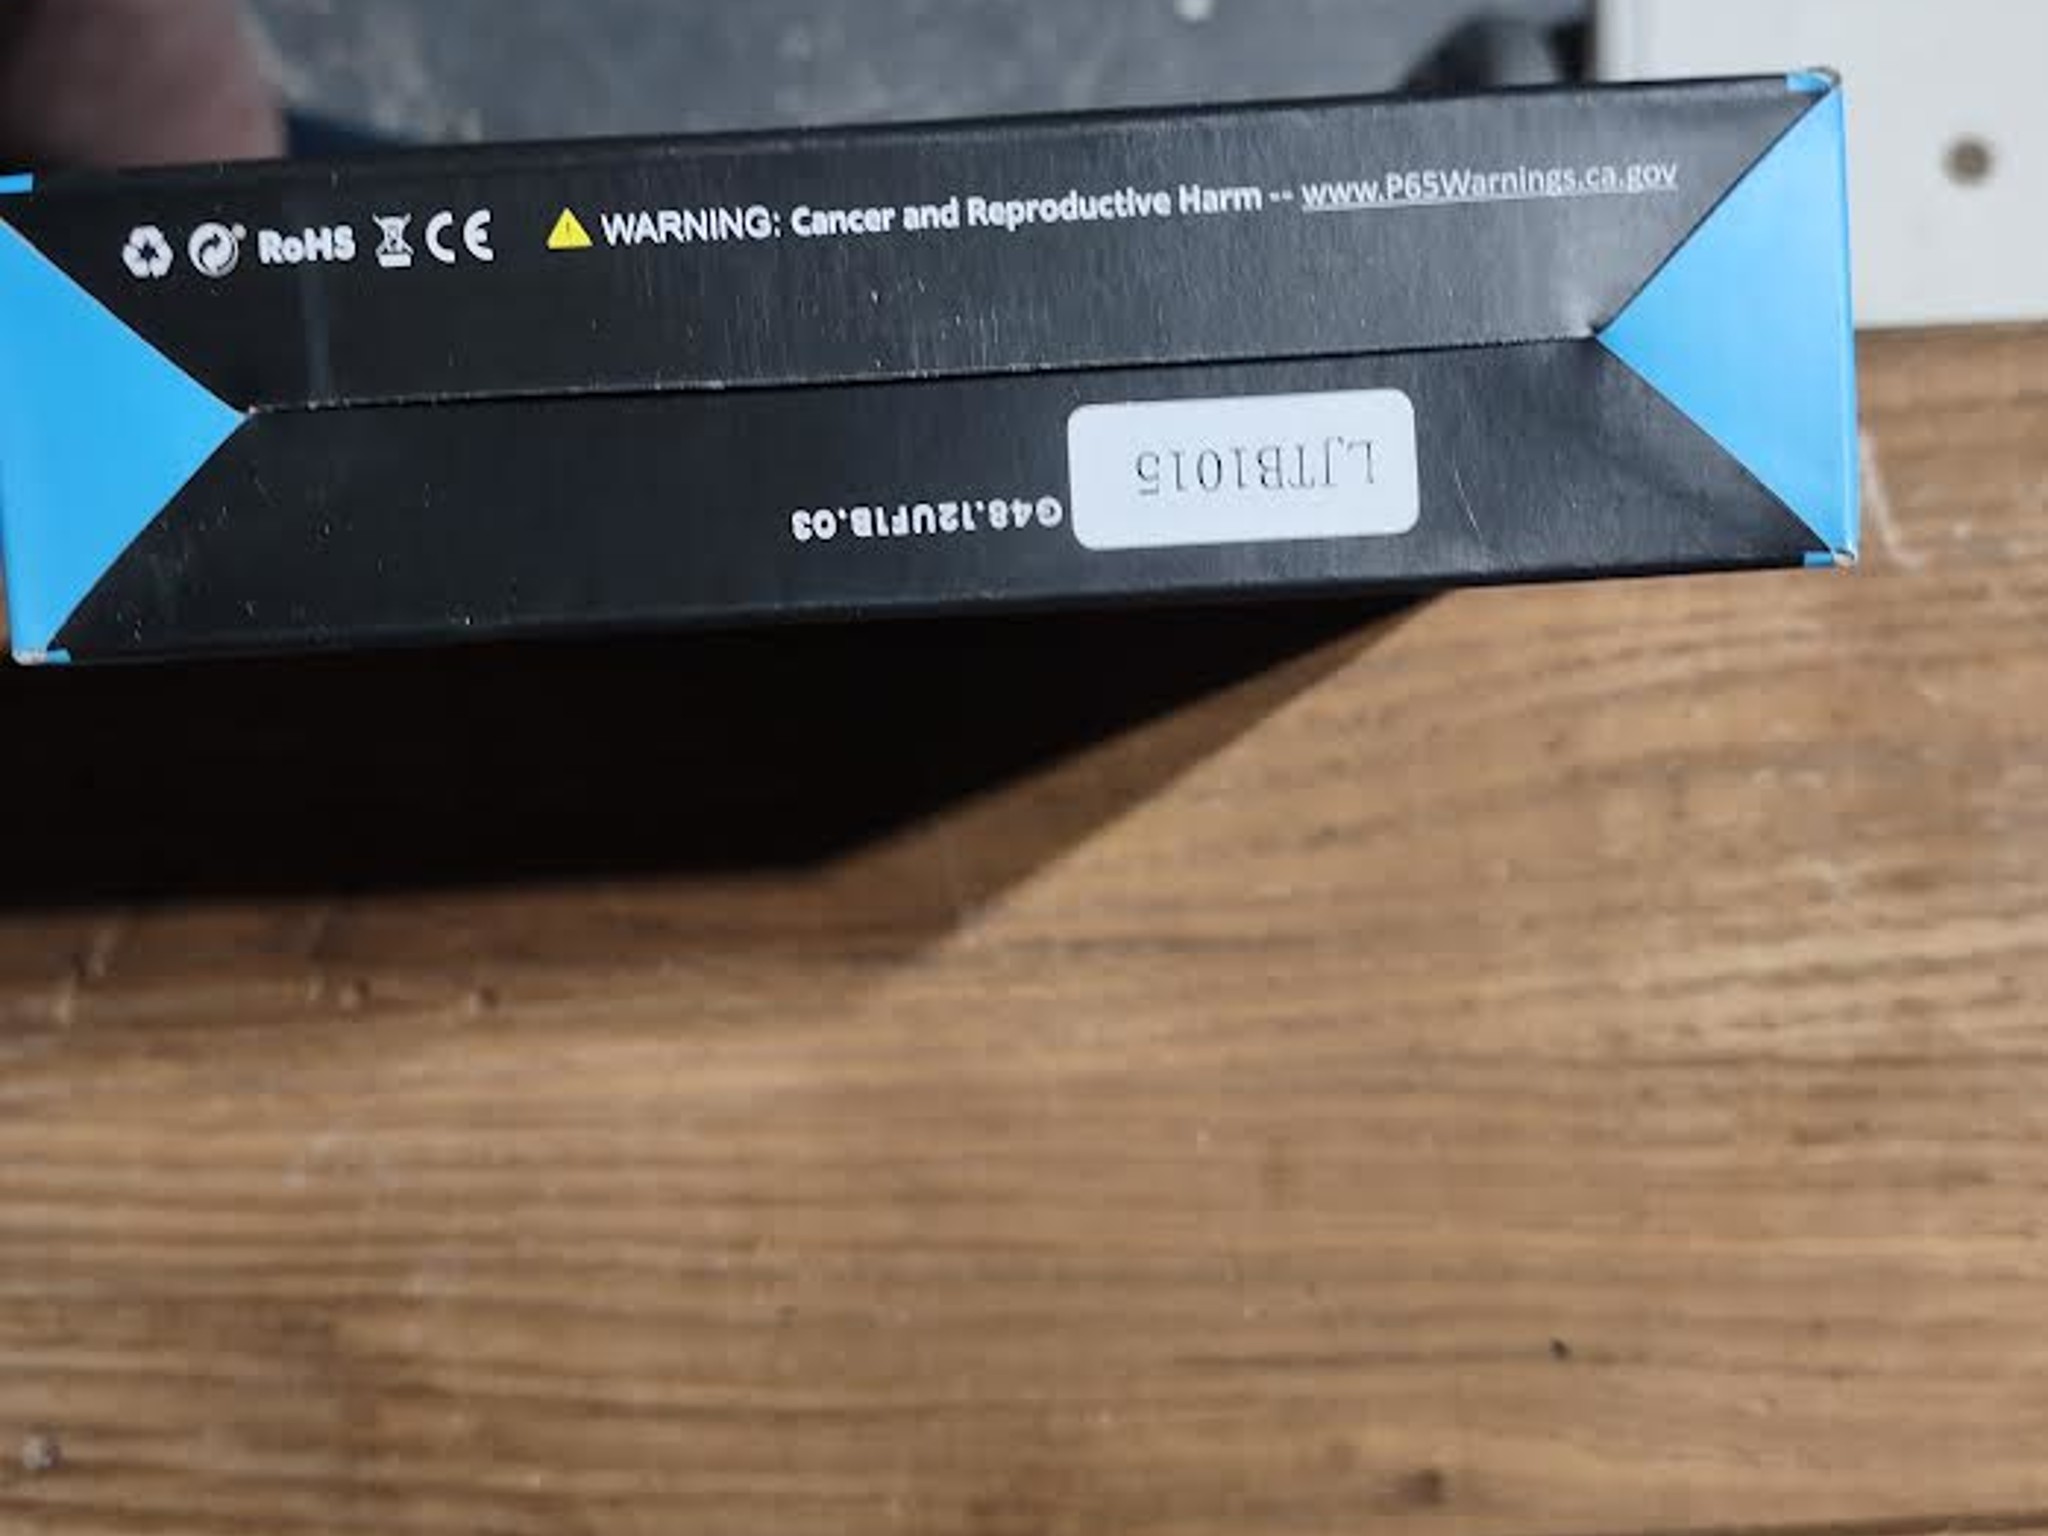 RoHS CE WARNING: Cancer and Reproductive Harm -- www.P65Warnings.ca.gov
LJTB1015
G48.12UF1B.03